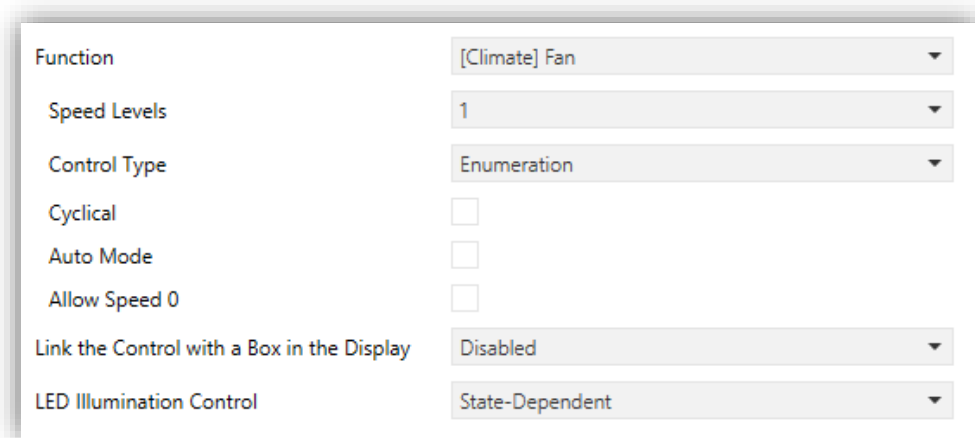 Function [Climate] Fan
Speed Levels 1
Control Type Enumeration
Cyclical
Auto Mode
Allow Speed 0
Link the Control with a Box in the Display Disabled
LED Illumination Control State-Dependent